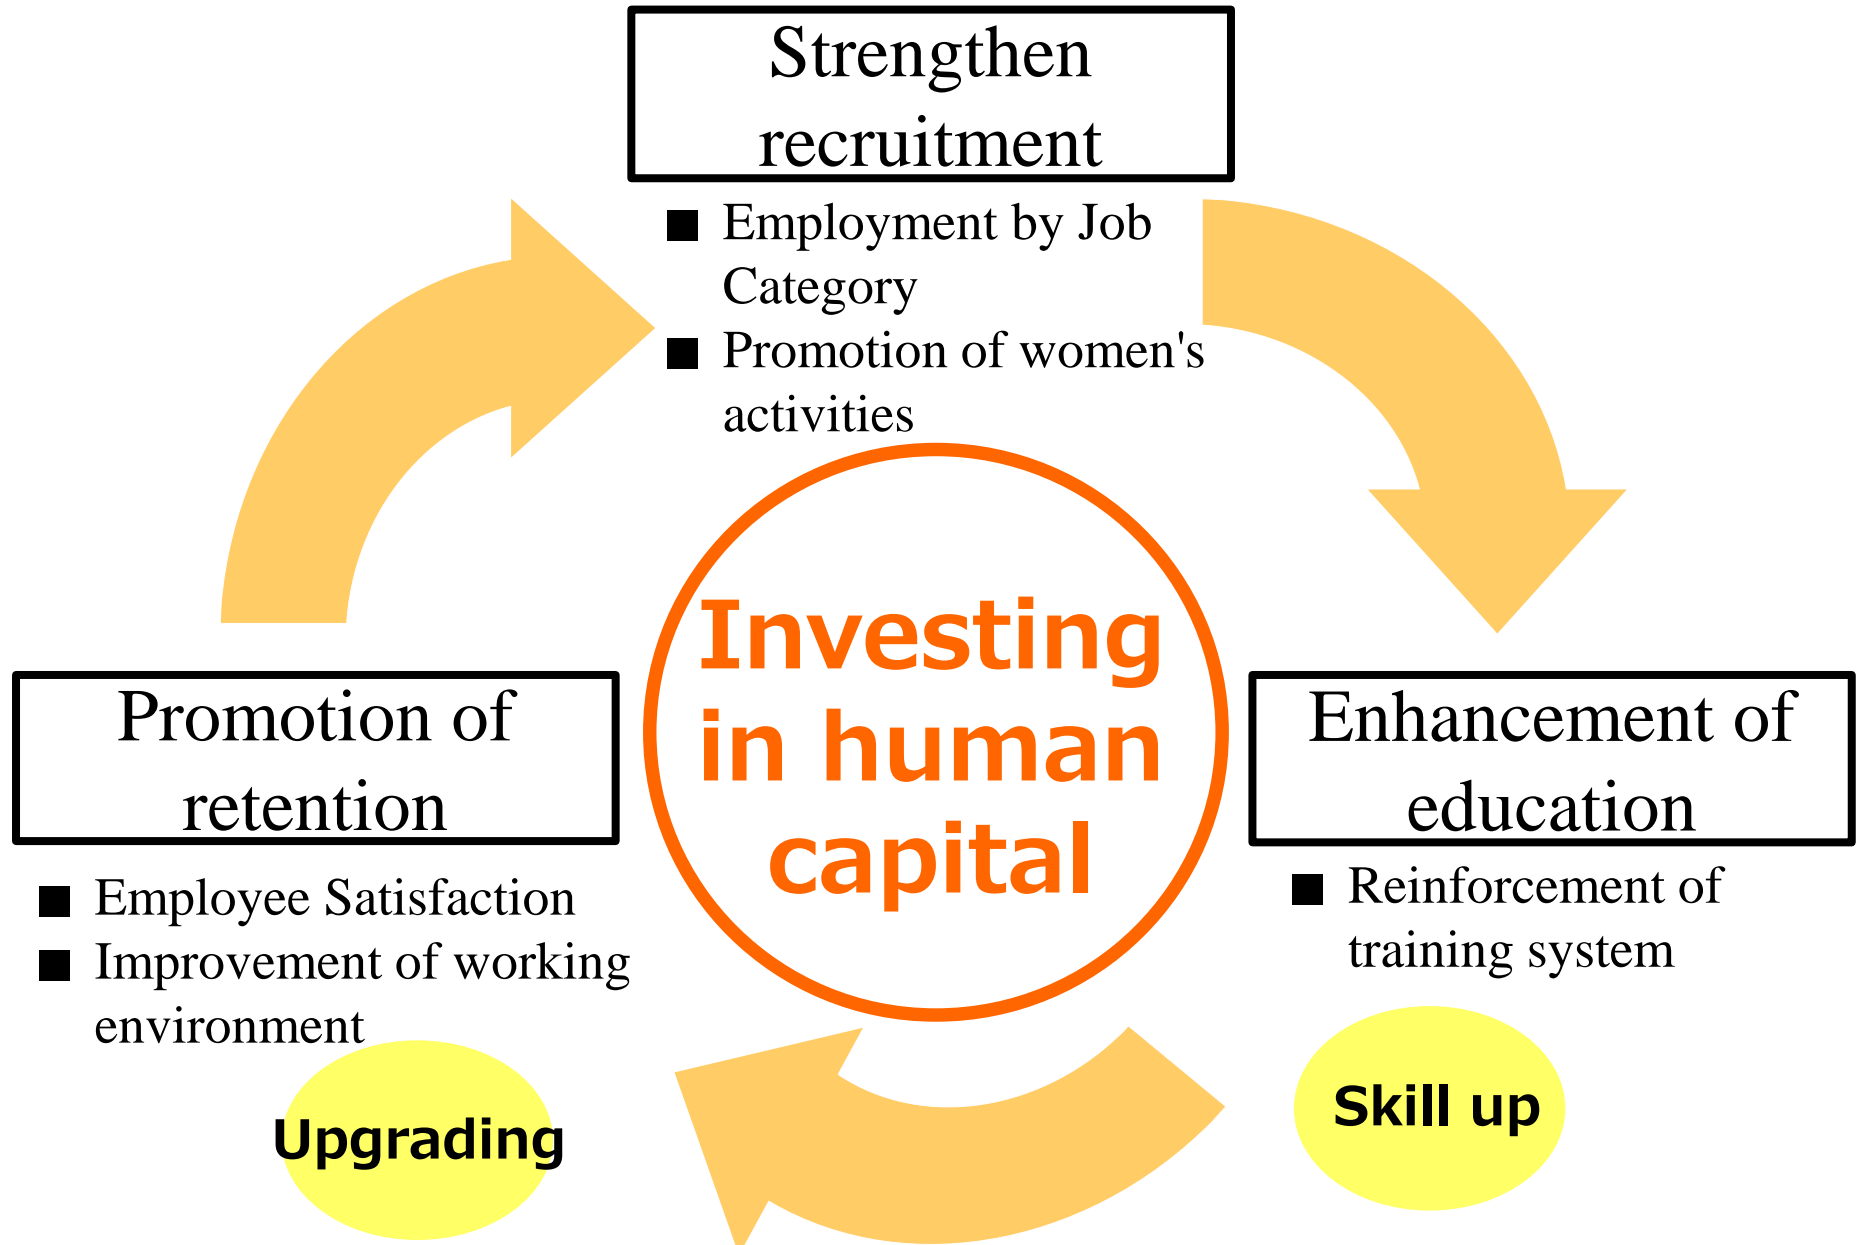 Strengthen
recruitment
■ Employment by Job
Category
■ Promotion of women's
activities
Investing
in human
capital
Promotion of
retention
■ Employee Satisfaction
■ Improvement of working
environment
Upgrading
Enhancement of
education
■ Reinforcement of
training system
Skill up